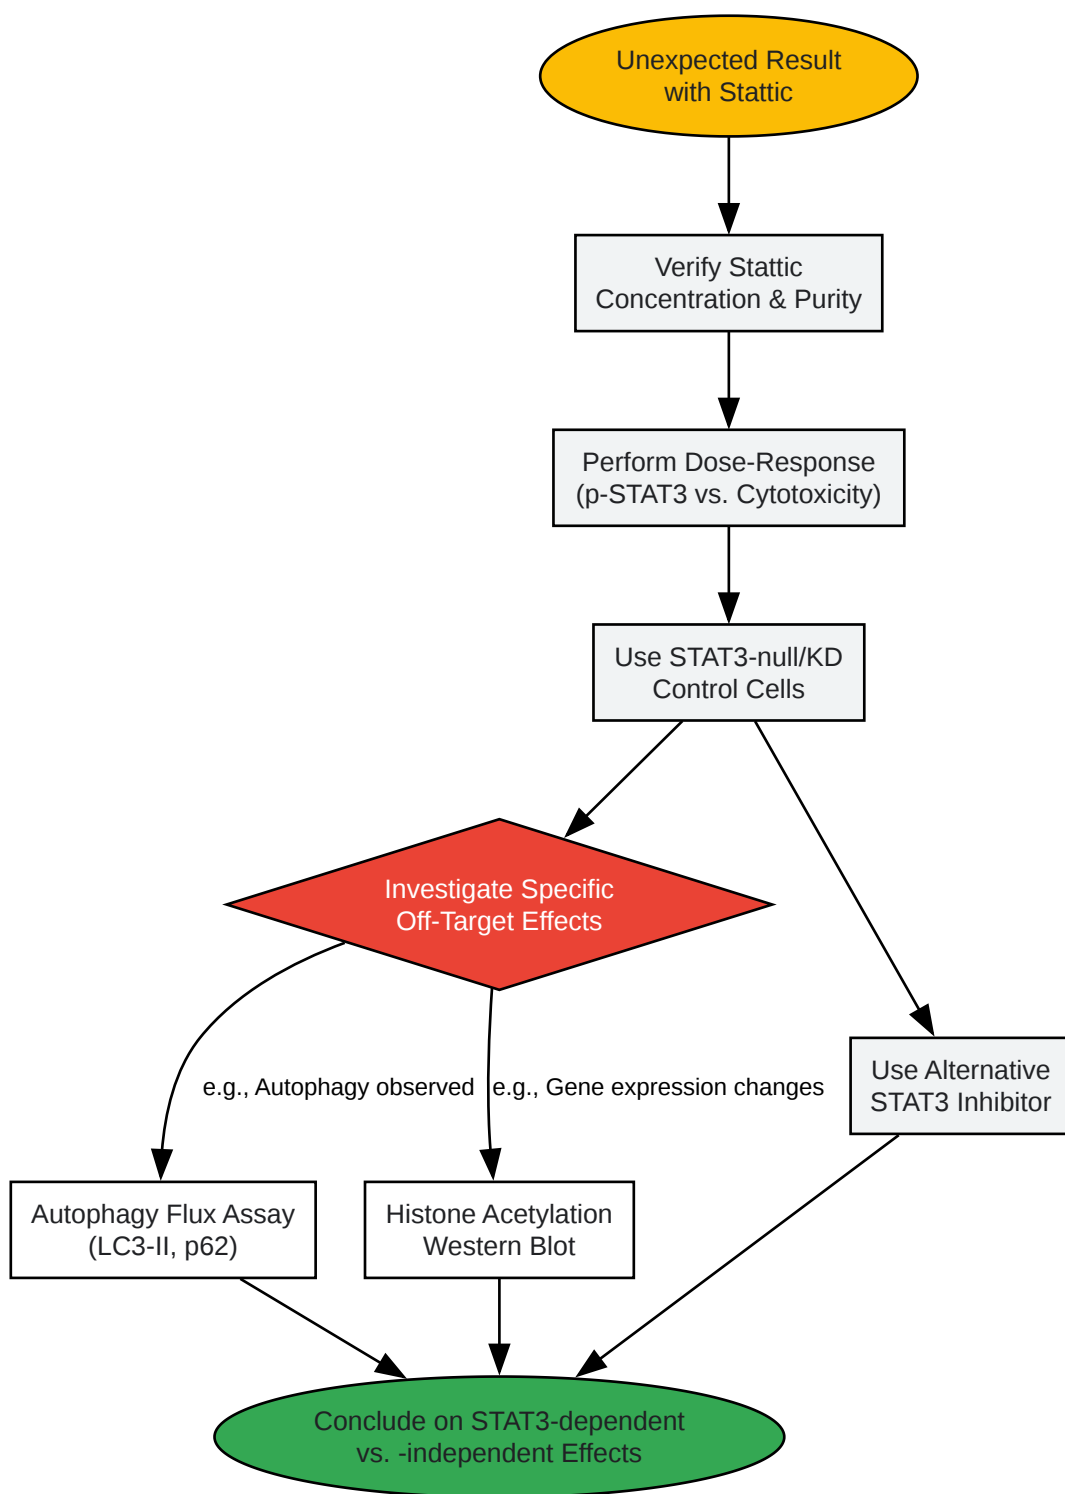 Unexpected Result
with Stattic
Verify Stattic
Concentration & Purity
Perform Dose-Response
(p-STAT3 vs. Cytotoxicity)
Use STAT3-null/KD
Control Cells
Investigate Specific
Off-Target Effects
e.g., Autophagy observed
e.g., Gene expression changes
Use Alternative
STAT3 Inhibitor
Autophagy Flux Assay
(LC3-II, p62)
Histone Acetylation
Western Blot
Conclude on STAT3-dependent
vs. -independent Effects